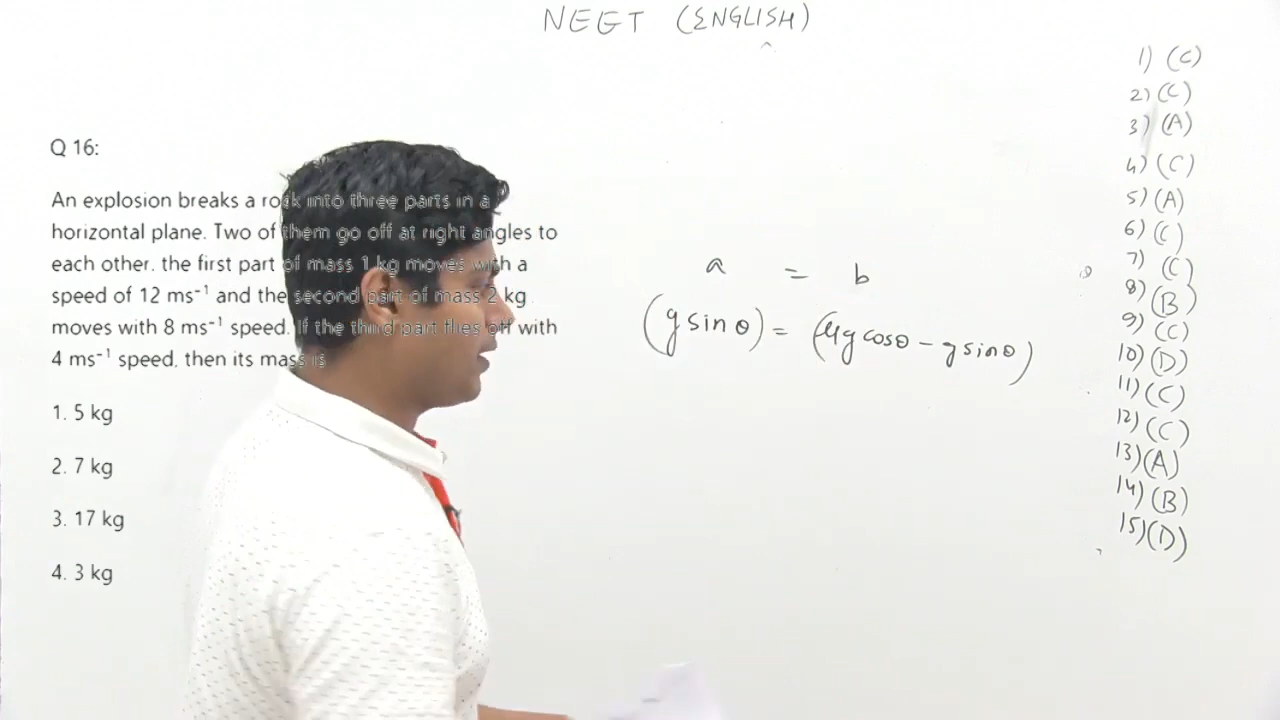 NEET (ENGLISH)
Q 16:
An explosion breaks a rock into three parts in a
horizontal plane. Two of them go off at right angles to
each other. the first part of mass 1 kg moves with a
speed of 12 ms⁻¹ and the second part of mass 2 kg
moves with 8 ms⁻¹ speed. If the third part flies off with
4 ms⁻¹ speed. then its mass is
1. 5 kg
2. 7 kg
3. 17 kg
4. 3 kg
a = b
(g sin θ) = (μg cos θ - g sin θ)
1) (C)
2) (C)
3) (A)
4) (C)
5) (A)
6) (C)
7) (C)
8) (B)
9) (C)
10) (D)
11) (C)
12) (C)
13) (A)
14) (B)
15) (D)